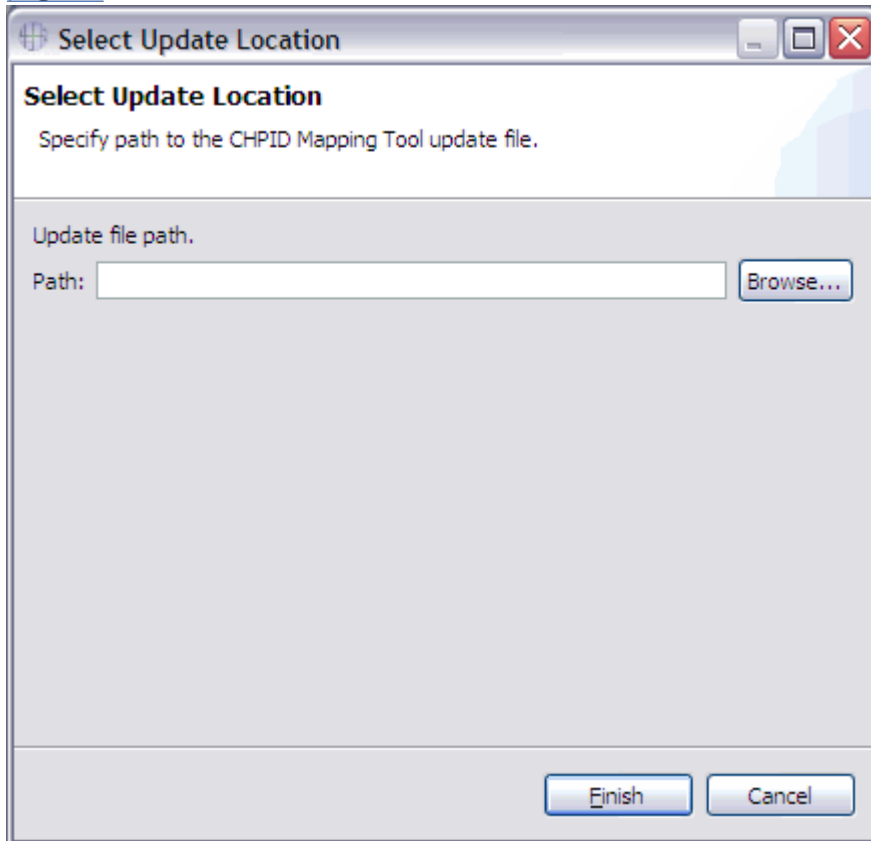 Select Update Location
Select Update Location
Specify path to the CHPID Mapping Tool update file.
Update file path.
Path:
Browse...
Finish
Cancel